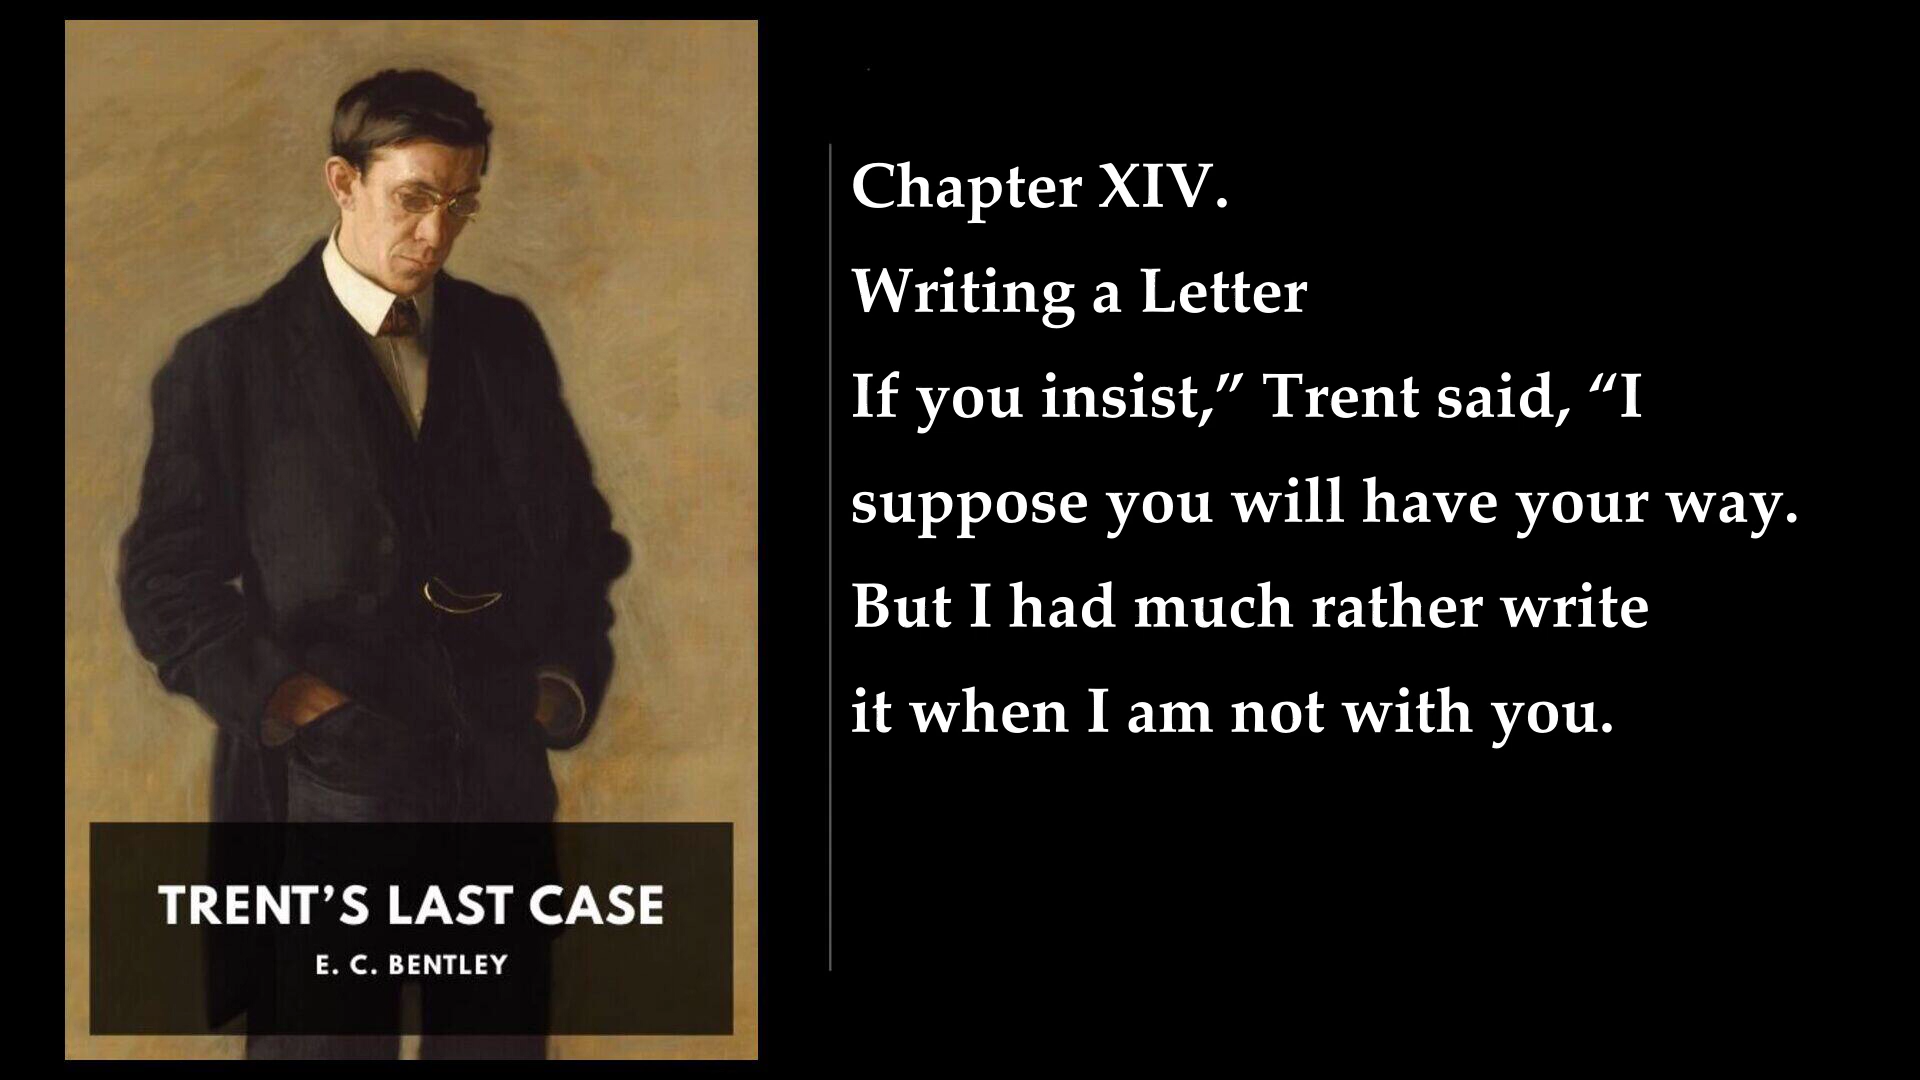 TRENT’S LAST CASE
E. C. BENTLEY
Chapter XIV.
Writing a Letter
If you insist,” Trent said, “I
suppose you will have your way.
But I had much rather write
it when I am not with you.